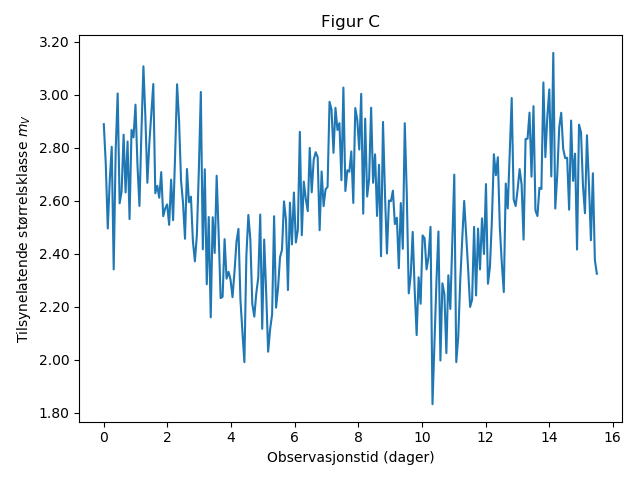 Figur C
Tilsynelatende størrelsklasse $m_V$
3.20
3.00
2.80
2.60
2.40
2.20
2.00
1.80
0 2 4 6 8 10 12 14 16
Observasjonstid (dager)